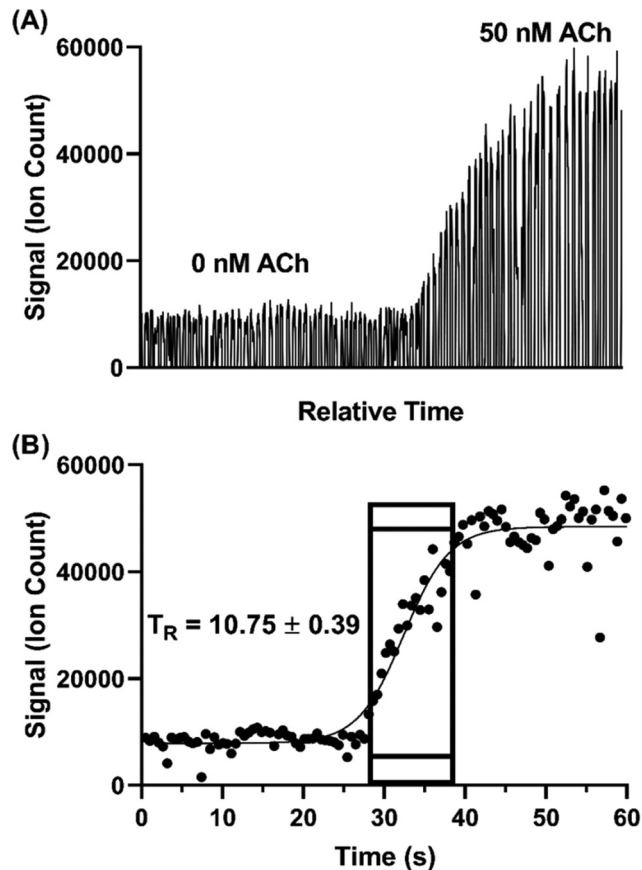 (A)
60000
50 nM ACh
40000
Signal (Ion Count)
20000
0 nM ACh
0
Relative Time
(B)
60000
40000
Signal (Ion Count)
T_R = 10.75 ± 0.39
20000
0
0 10 20 30 40 50 60
Time (s)